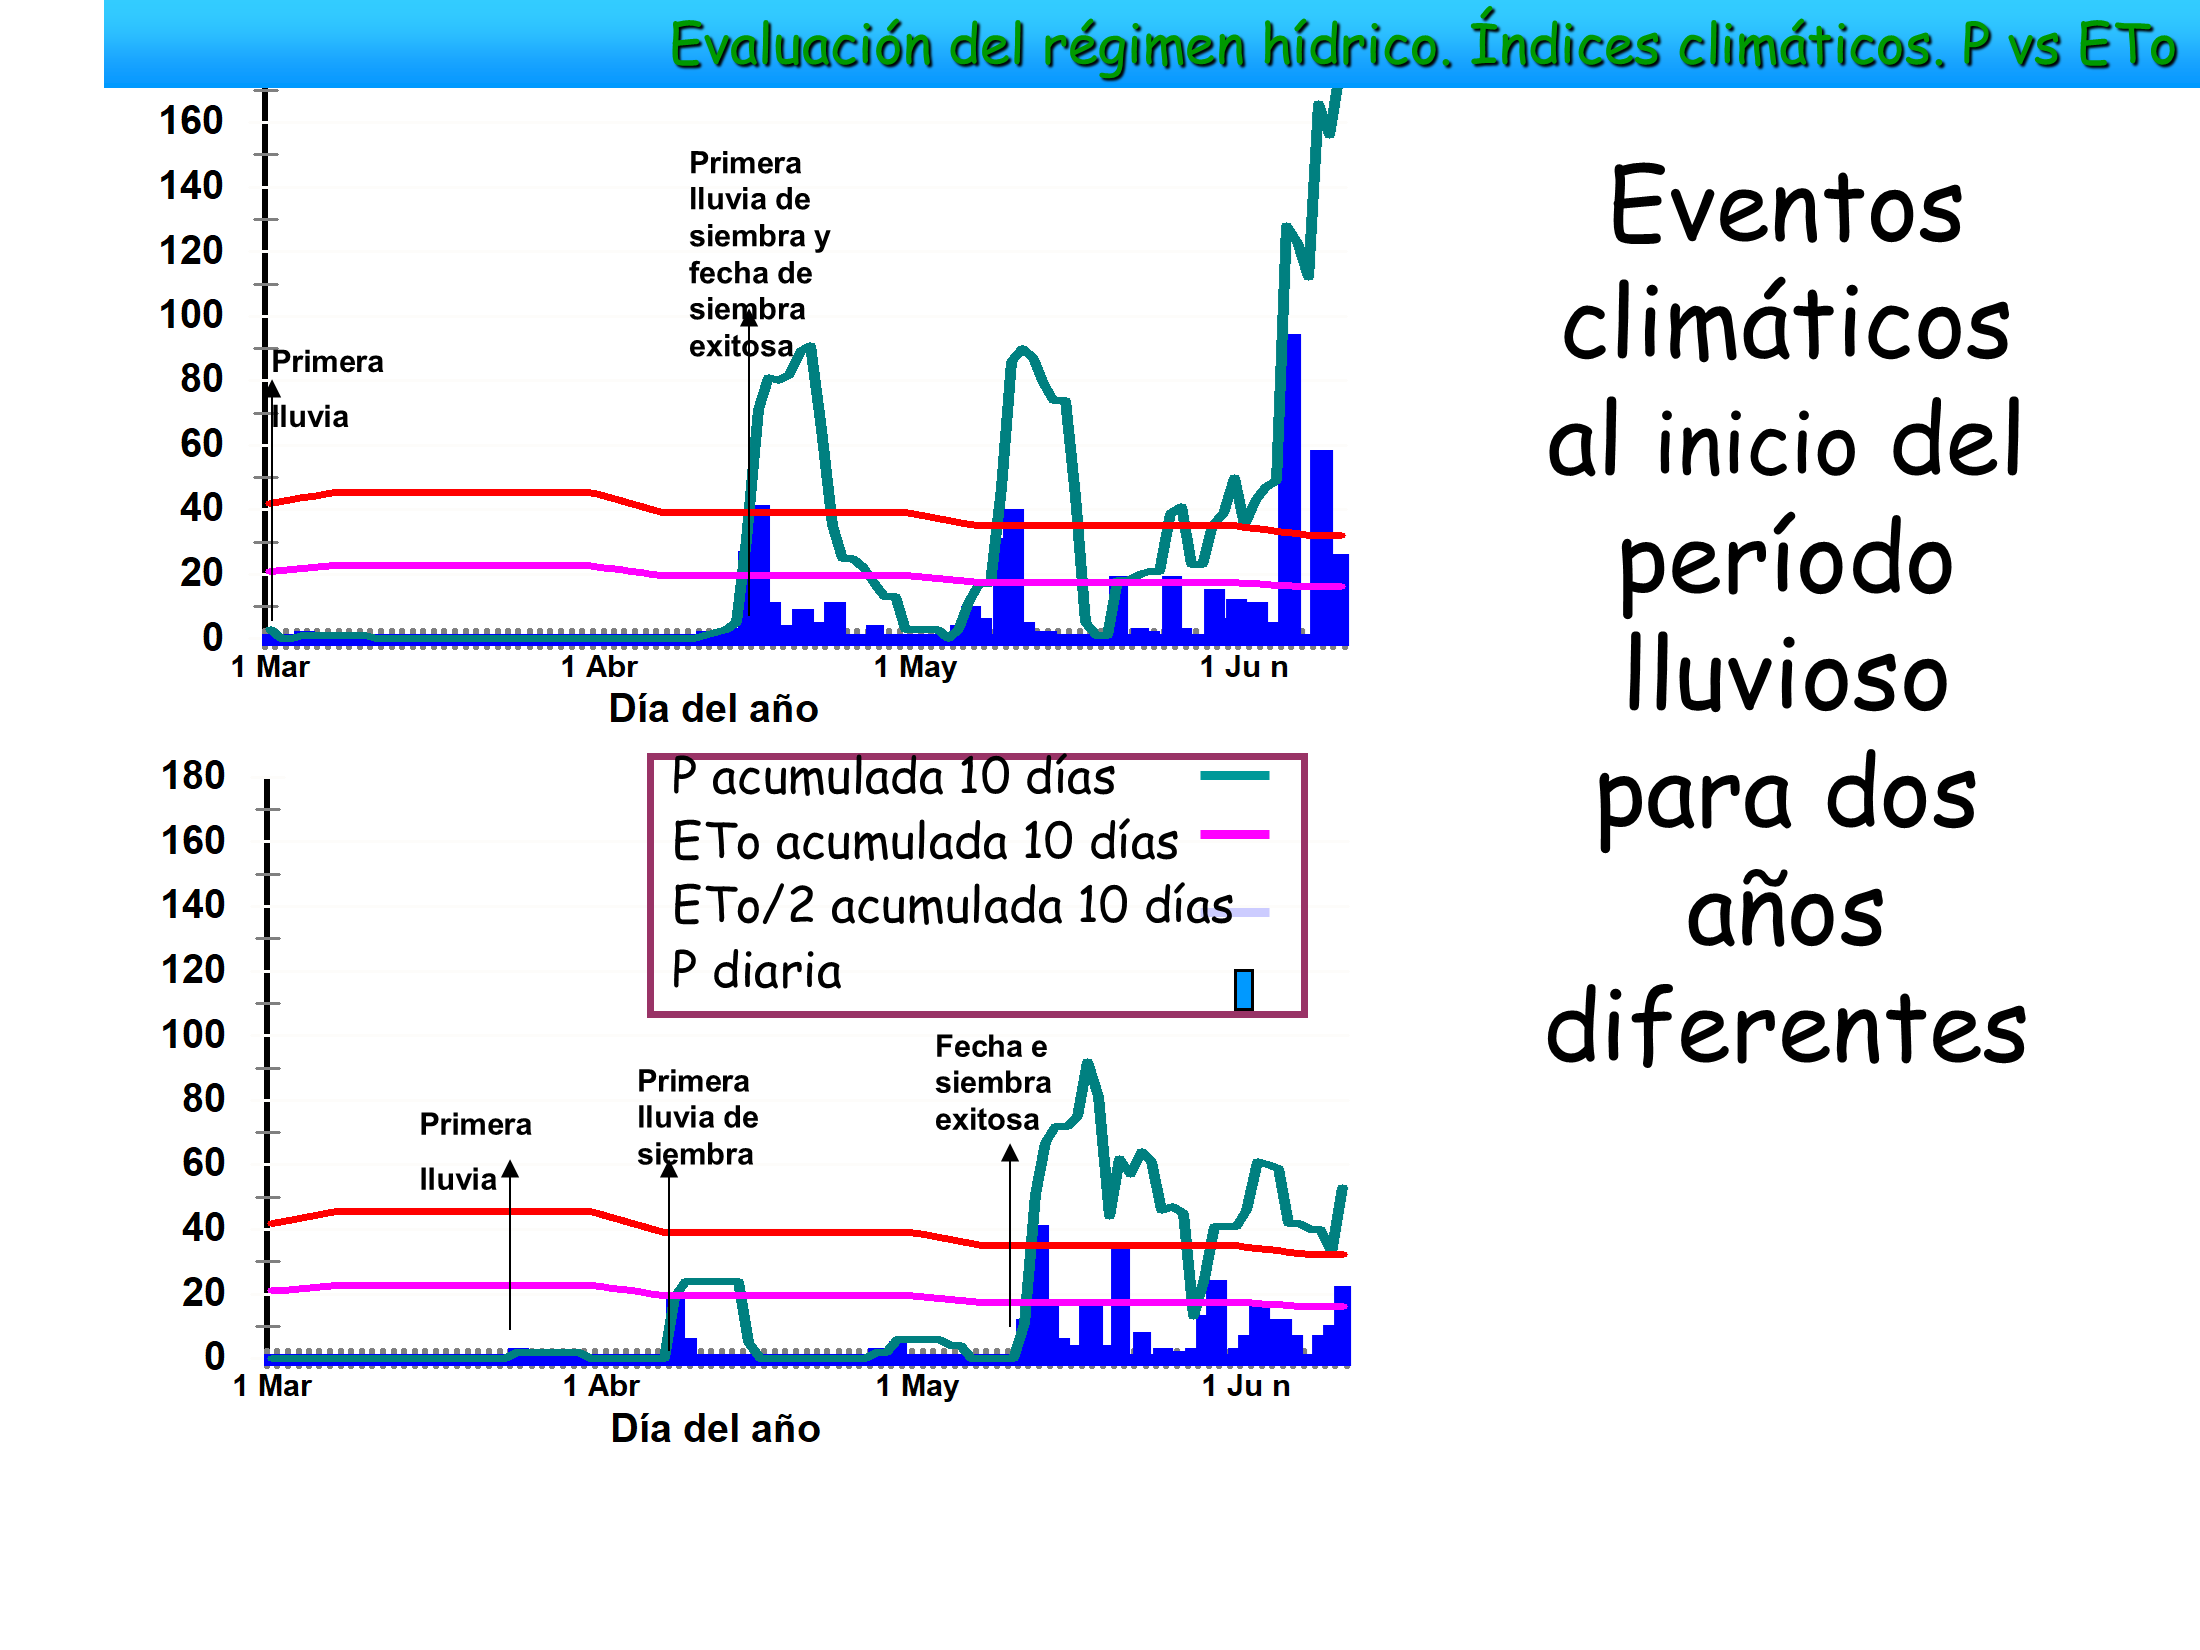 Evaluación del régimen hídrico. Índices climáticos. P vs ETo
160
140
120
100
80
60
40
20
0
Primera
lluvia
Primera
lluvia de
siembra y
fecha de
siembra
exitosa
1 Mar
1 Abr
1 May
1 Ju n
Día del año
Eventos
climáticos
al inicio del
período
lluvioso
para dos
años
diferentes
180
160
140
120
100
80
60
40
20
0
P acumulada 10 días
ETo acumulada 10 días
ETo/2 acumulada 10 días
P diaria
Primera
lluvia
Primera
lluvia de
siembra
Fecha e
siembra
exitosa
1 Mar
1 Abr
1 May
1 Ju n
Día del año